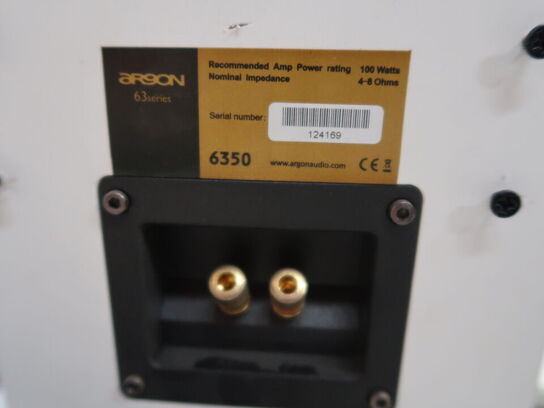 ARGON
63series
Recommended Amp Power rating 100 Watts
Nominal Impedance 4-8 Ohms
Serial number:
124169
6350 www.argonaudio.com CE